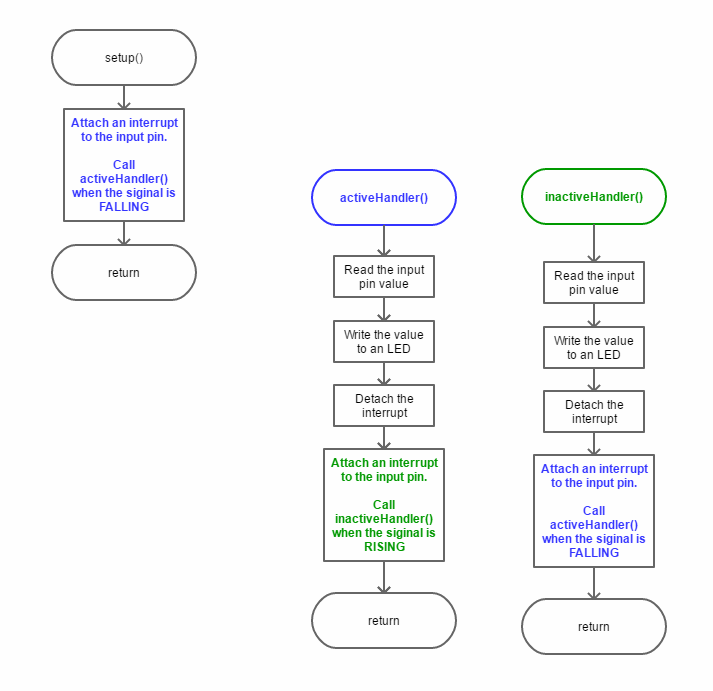 setup()
Attach an interrupt
to the input pin.
Call
activeHandler()
when the siginal is
FALLING
return
activeHandler()
Read the input
pin value
Write the value
to an LED
Detach the
interrupt
Attach an interrupt
to the input pin.
Call
inactiveHandler()
when the siginal is
RISING
return
inactiveHandler()
Read the input
pin value
Write the value
to an LED
Detach the
interrupt
Attach an interrupt
to the input pin.
Call
activeHandler()
when the siginal is
FALLING
return